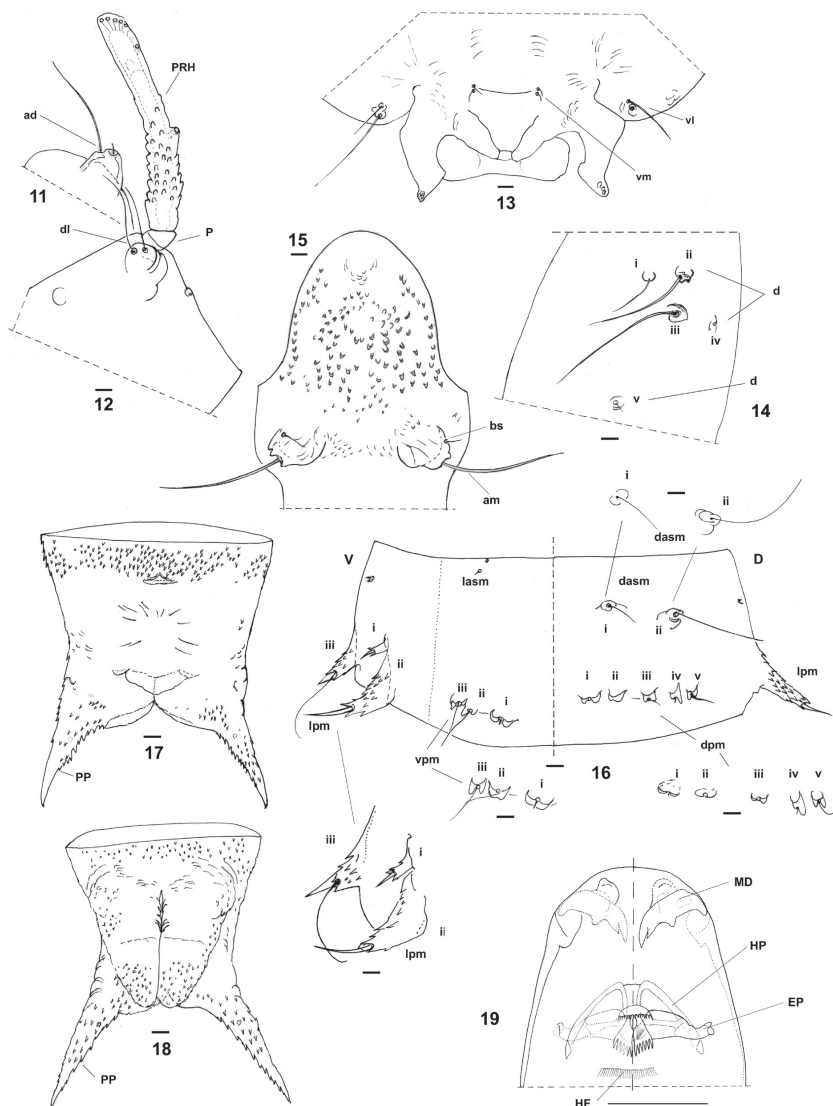 PRH
ad
11
dl
P
12
vl
vm
13
15
bs
am
i
ii
d
iii
iv
v
d
14
i
ii
dasm
V
lasm
dasm
D
i
ii
iii
i
ii
lpm
iii
ii
i
vpm
i
ii
iii
iv
v
dpm
lpm
16
iii
ii
i
i
ii
iii
iv
v
17
PP
iii
i
ii
lpm
18
PP
MD
HP
EP
19
HF